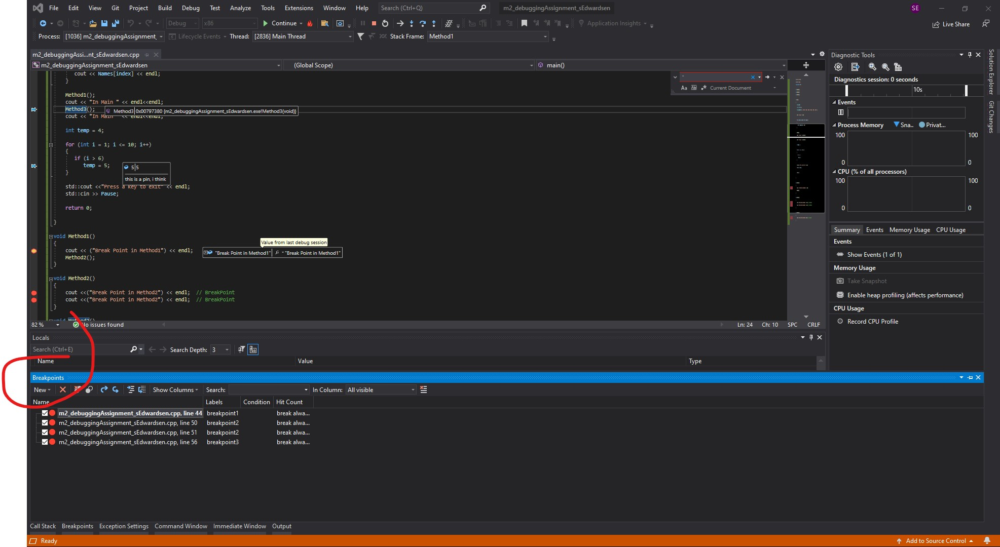 File Edit View Git Project Build Debug Test Analyze Tools Extensions Window Help Search (Ctrl+Q) m2_debuggingAssignment_sEdwardsen SE
Debug x86 Continue Application Insights Live Share
Process: [1036] m2_debuggingAssignment_ Lifecycle Events Thread: [2836] Main Thread Stack Frame: Method1
m2_debuggingAssi...nt_sEdwardsen.cpp
m2_debuggingAssignment_sEdwardsen (Global Scope) main()
cout << Names[index] << endl;
}
Aa Current Document
Method1();
cout << "In Main " << endl<<endl;
Method3(); Method3 0x00797380 {m2_debuggingAssignment_sEdwardsen.exe!Method3(void)}
cout << "In Main " << endl<<endl;
int temp = 4;
for (int i = 1; i <= 10; i++)
{
if (i > 6)
temp = 5; 5 5
} this is a pin, i think
std::cout <<"Press a key to exit" << endl;
std::cin >> Pause;
return 0;
}
void Method1()
{ Value from last debug session
cout << ("Break Point in Method1") << endl; "Break Point in Method1" "Break Point in Method1"
Method2();
}
void Method2()
{
cout <<("Break Point in Method2") << endl; // BreakPoint
cout <<("Break Point in Method2") << endl; // BreakPoint
}
void Method3()
82 % No issues found Ln: 24 Ch: 10 SPC CRLF
Locals
Search (Ctrl+E) Search Depth: 3
Name Value Type
Breakpoints
New Show Columns Search: In Column: All visible
Name Labels Condition Hit Count
m2_debuggingAssignment_sEdwardsen.cpp, line 44 breakpoint1 break alwa...
m2_debuggingAssignment_sEdwardsen.cpp, line 50 breakpoint2 break alwa...
m2_debuggingAssignment_sEdwardsen.cpp, line 51 breakpoint2 break alwa...
m2_debuggingAssignment_sEdwardsen.cpp, line 56 breakpoint3 break alwa...
Call Stack Breakpoints Exception Settings Command Window Immediate Window Output
Ready Add to Source Control
Diagnostic Tools
Diagnostics session: 0 seconds
10s
Events
Process Memory Sna.. Privat...
100 100
0 0
CPU (% of all processors)
100 100
0 0
Summary Events Memory Usage CPU Usage
Events
Show Events (1 of 1)
Memory Usage
Take Snapshot
Enable heap profiling (affects performance)
CPU Usage
Record CPU Profile
Solution Explorer
Git Changes